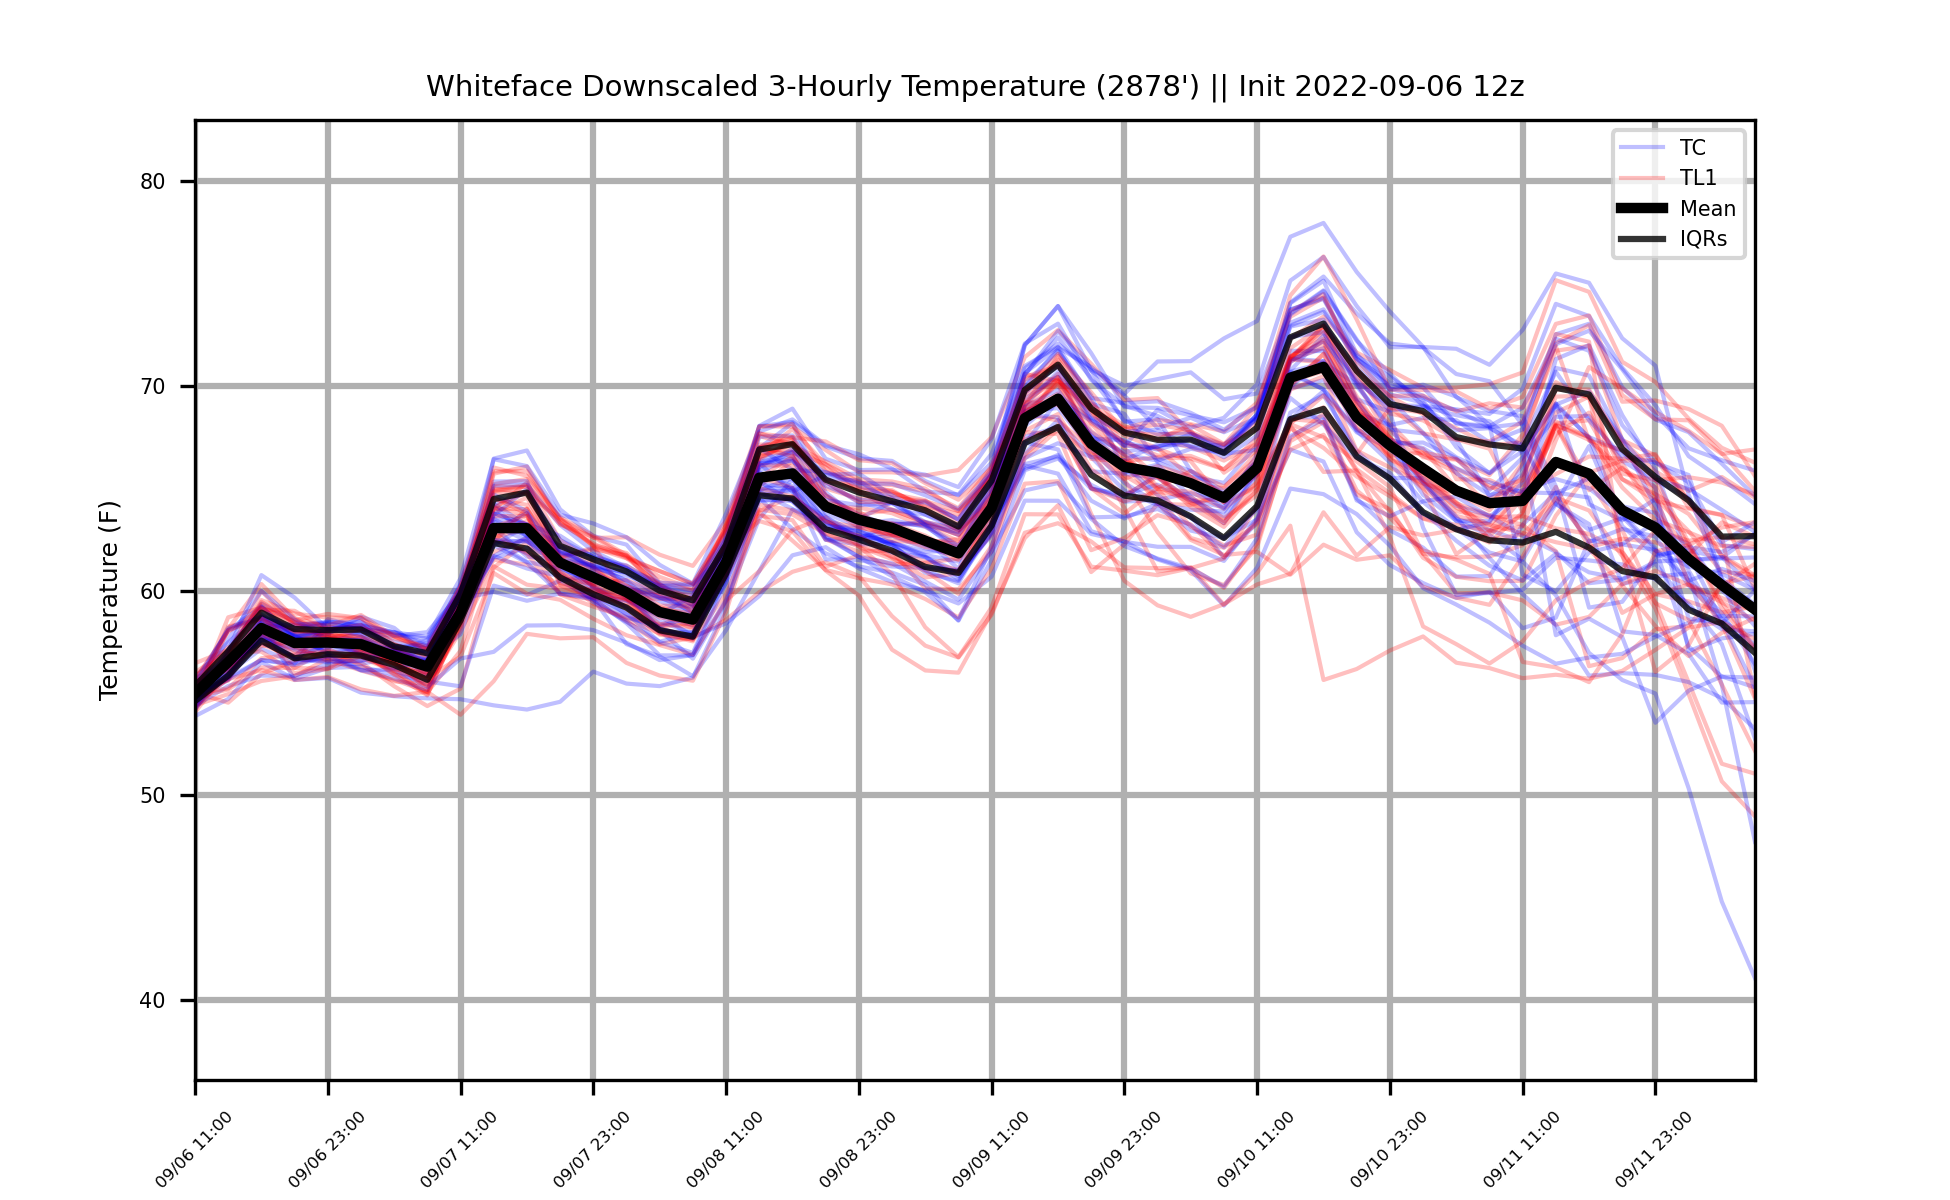 Whiteface Downscaled 3-Hourly Temperature (2878') || Init 2022-09-06 12z
TC
TL1
Mean
IQRs
Temperature (F)
80
70
60
50
40
09/06 11:00
09/06 23:00
09/07 11:00
09/07 23:00
09/08 11:00
09/08 23:00
09/09 11:00
09/09 23:00
09/10 11:00
09/10 23:00
09/11 11:00
09/11 23:00